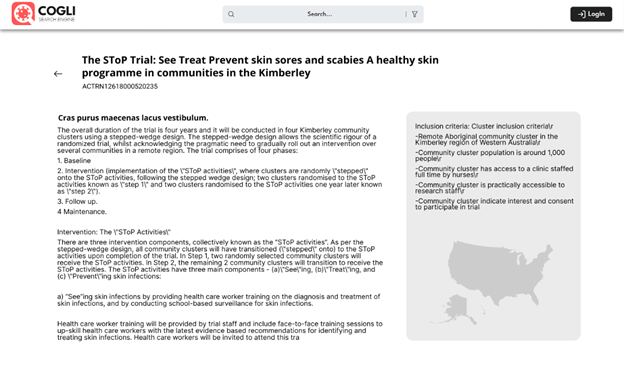 COGLI
SEARCH ENGINE
Search...
LogIn
The SToP Trial: See Treat Prevent skin sores and scabies A healthy skin
programme in communities in the Kimberley
ACTRN12618000520235
Cras purus maecenas lacus vestibulum.
The overall duration of the trial is four years and it will be conducted in four Kimberley community
clusters using a stepped-wedge design. The stepped-wedge design allows the scientific rigour of a
randomized trial, whilst acknowledging the pragmatic need to gradually roll out an intervention over
several communities in a remote region. The trial comprises of four phases:
1. Baseline
2. Intervention (implementation of the \"SToP activities\", where clusters are randomly \"stepped\"
onto the SToP activities, following the stepped wedge design; two clusters randomised to the SToP
activities known as \"step 1\" and two clusters randomised to the SToP activities one year later known
as "step 2\").
3. Follow up.
4 Maintenance.
Intervention: The \"SToP Activities\"
There are three intervention components, collectively known as the "SToP activities". As per the
stepped-wedge design, all community clusters will have transitioned (\"stepped\" onto) to the SToP
activities upon completion of the trial. In Step 1, two randomly selected community clusters will
receive the SToP activities. In Step 2, the remaining 2 community clusters will transition to receive the
SToP activities. The SToP activities have three main components - (a)\"See\"ing, (b)\"Treat\"ing, and
(c) \"Prevent\"ing skin infections:
a) "See"ing skin infections by providing health care worker training on the diagnosis and treatment of
skin infections, and by conducting school-based surveillance for skin infections.
Health care worker training will be provided by trial staff and include face-to-face training sessions to
up-skill health care workers with the latest evidence based recommendations for identifying and
treating skin infections. Health care workers will be invited to attend this tra
Inclusion criteria: Cluster inclusion criteria\r
-Remote Aboriginal community cluster in the
Kimberley region of Western Australia\r
-Community cluster population is around 1,000
people\r
-Community cluster has access to a clinic staffed
full time by nurses\r
-Community cluster is practically accessible to
research staff\r
-Community cluster indicate interest and consent
to participate in trial